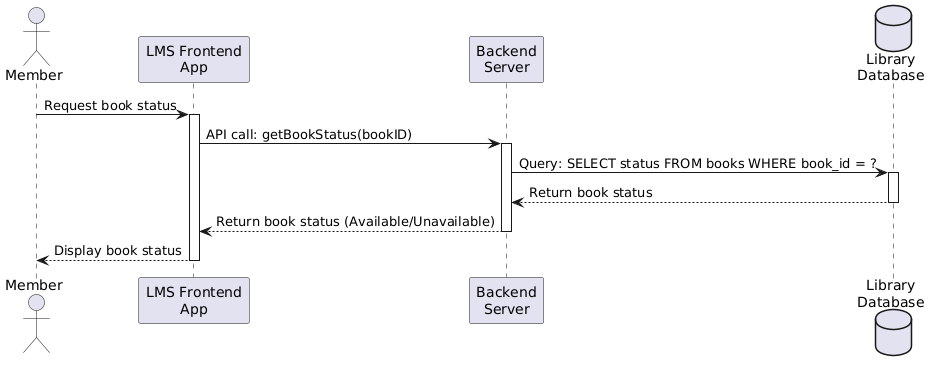 Member
LMS Frontend
App
Backend
Server
Library
Database
Request book status
API call: getBookStatus(bookID)
Query: SELECT status FROM books WHERE book_id = ?
Return book status
Return book status (Available/Unavailable)
Display book status
Member
LMS Frontend
App
Backend
Server
Library
Database